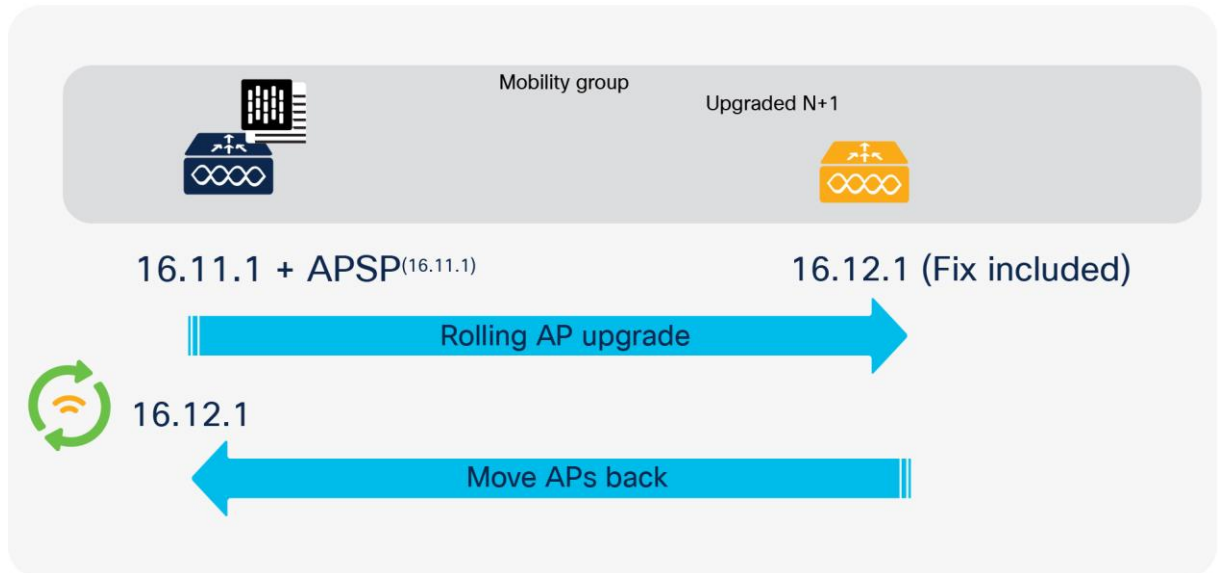 Mobility group
Upgraded N+1
16.11.1 + APSP(16.11.1)
16.12.1 (Fix included)
Rolling AP upgrade
16.12.1
Move APs back